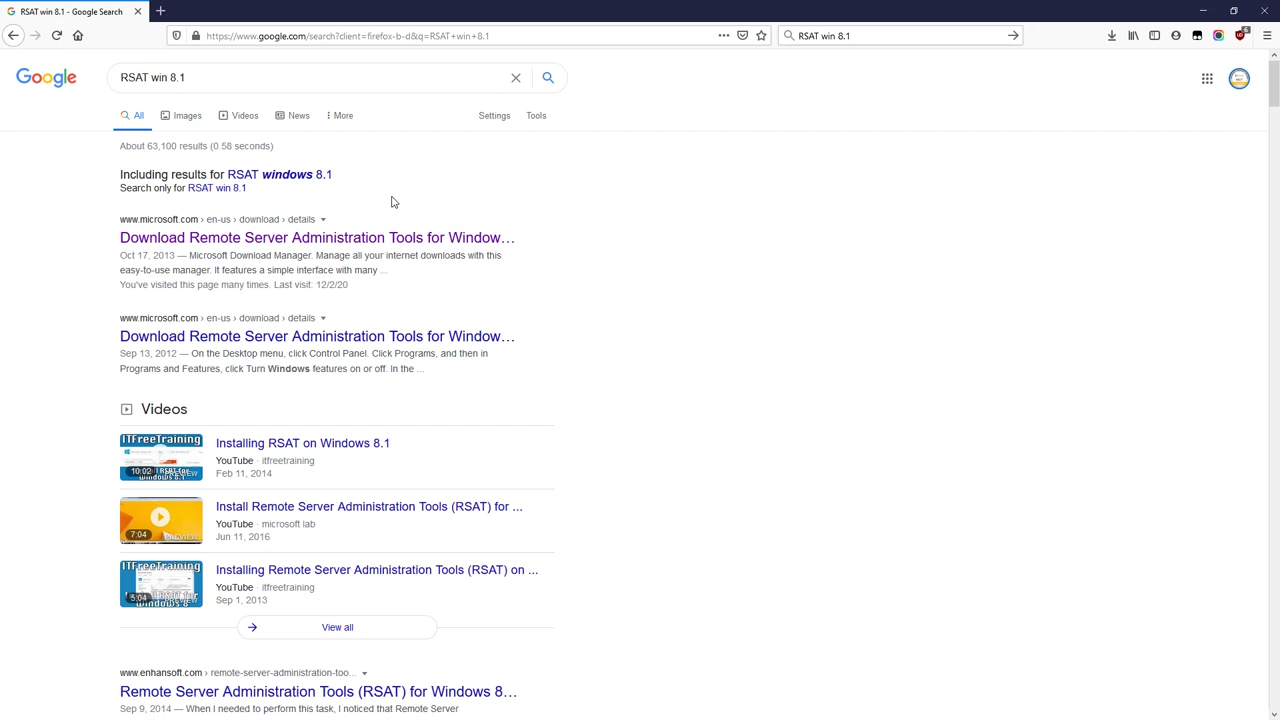 RSAT win 8.1 - Google Search
https://www.google.com/search?client=firefox-b-d&q=RSAT+win+8.1
RSAT win 8.1
Google
RSAT win 8.1
All
Images
Videos
News
More
Settings
Tools
About 63,100 results (0.58 seconds)
Including results for RSAT windows 8.1
Search only for RSAT win 8.1
www.microsoft.com › en-us › download › details
Download Remote Server Administration Tools for Window…
Oct 17, 2013 — Microsoft Download Manager. Manage all your internet downloads with this
easy-to-use manager. It features a simple interface with many ...
You've visited this page many times. Last visit: 12/2/20
www.microsoft.com › en-us › download › details
Download Remote Server Administration Tools for Window…
Sep 13, 2012 — On the Desktop menu, click Control Panel. Click Programs, and then in
Programs and Features, click Turn Windows features on or off. In the ...
Videos
ITFreeTraining
10:02
PREVIEW
Windows 8.1
Installing RSAT on Windows 8.1
YouTube · itfreetraining
Feb 11, 2014
7:04
PREVIEW
Install Remote Server Administration Tools (RSAT) for ...
YouTube · microsoft lab
Jun 11, 2016
ITFreeTraining
5:04
Windows 8
Installing Remote Server Administration Tools (RSAT) on ...
YouTube · itfreetraining
Sep 1, 2013
View all
www.enhansoft.com › remote-server-administration-too...
Remote Server Administration Tools (RSAT) for Windows 8…
Sep 9, 2014 — When I needed to perform this task, I noticed that Remote Server